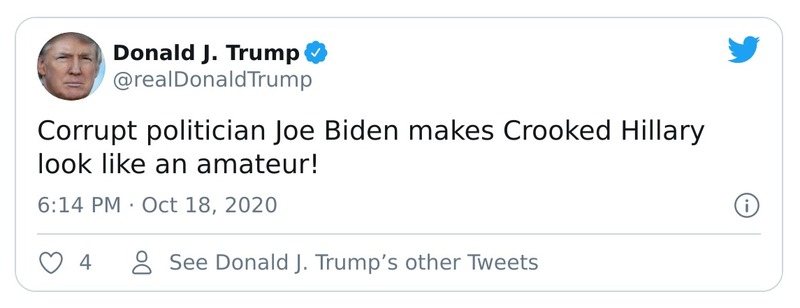 Donald J. Trump
@realDonaldTrump
Corrupt politician Joe Biden makes Crooked Hillary
look like an amateur!
6:14 PM · Oct 18, 2020
4
See Donald J. Trump’s other Tweets